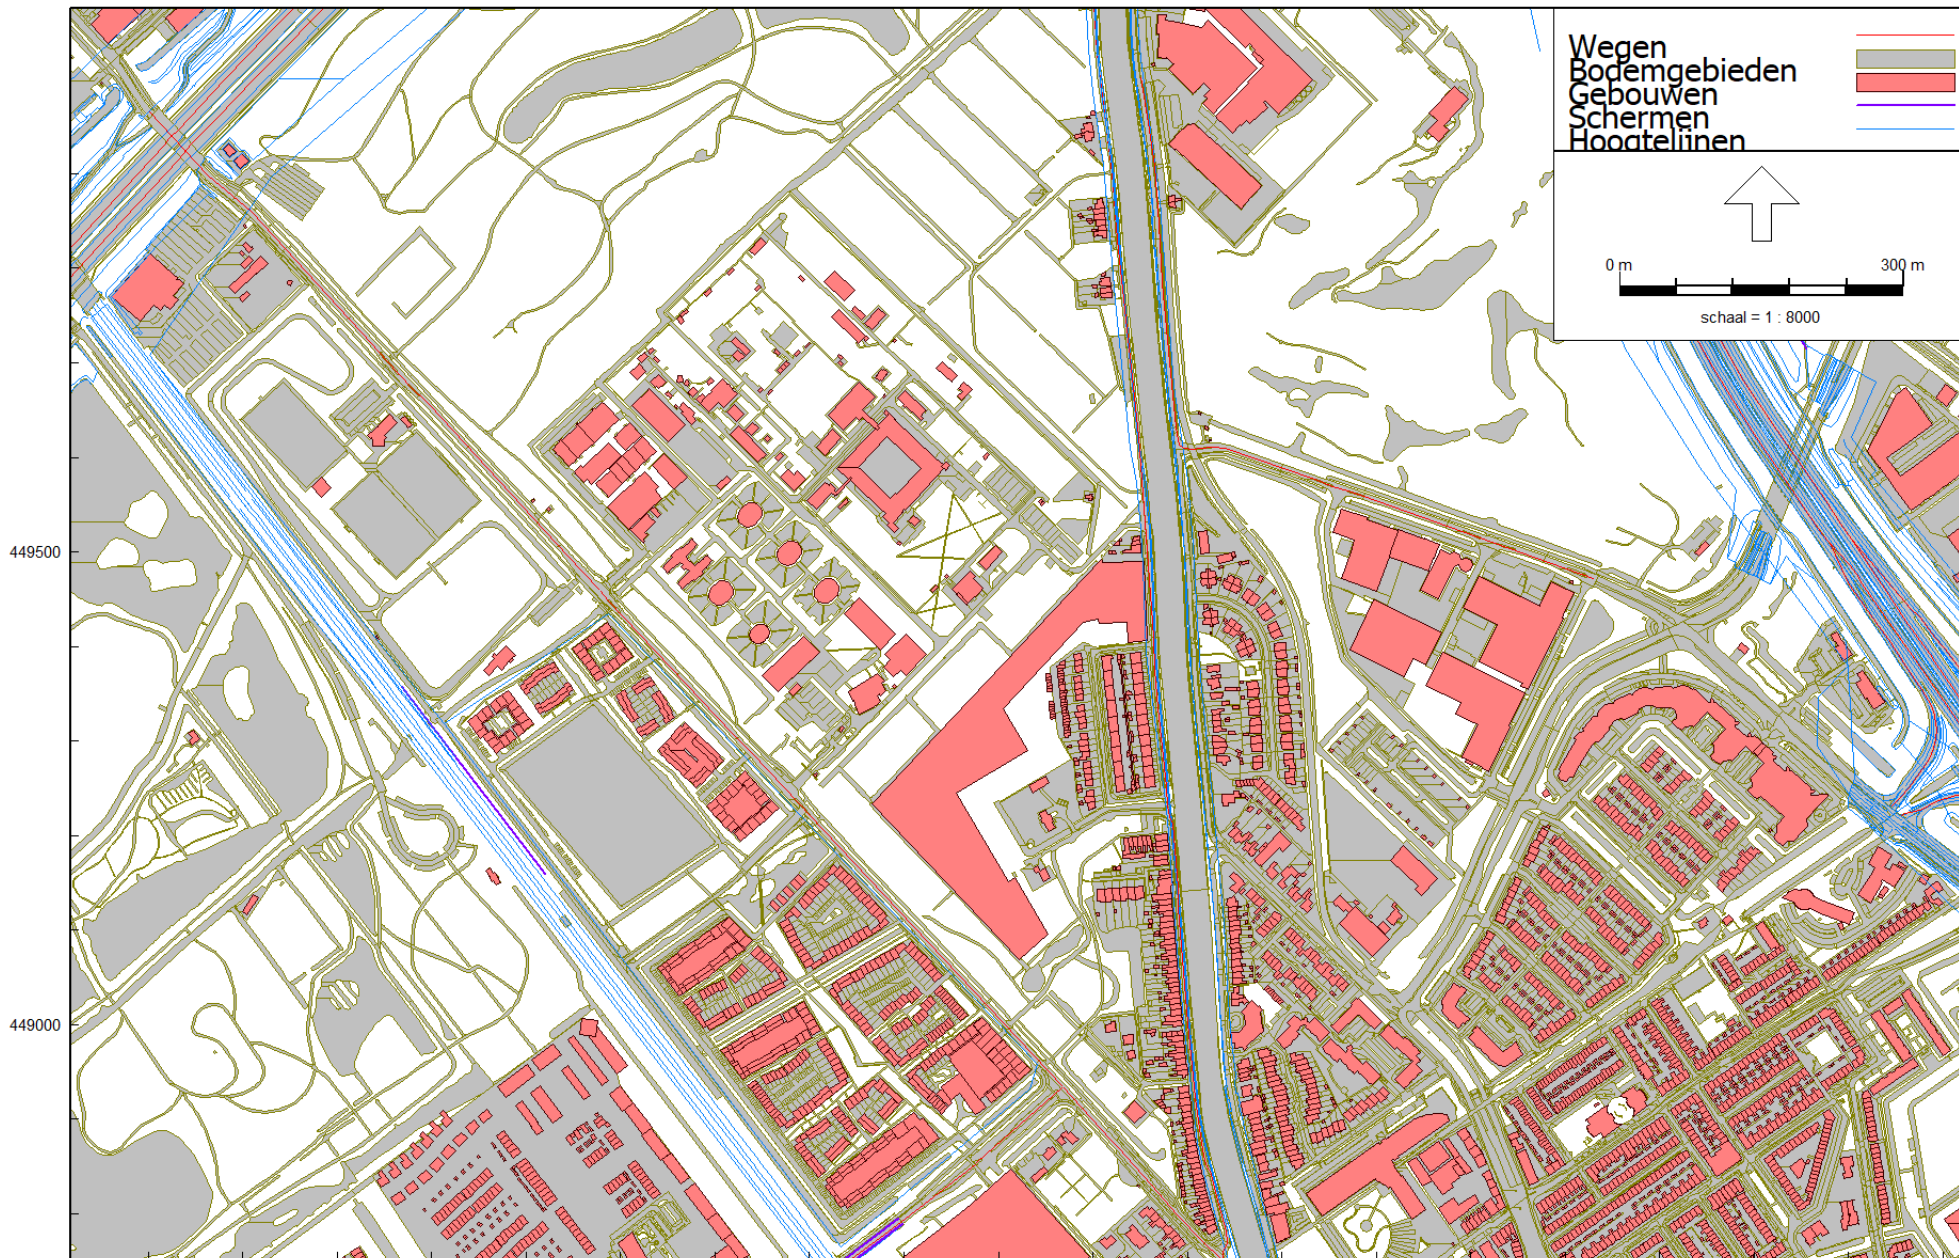 Wegen
Bodemgebieden
Gebouwen
Schermen
Hoogtelijnen
0 m 300 m
schaal = 1 : 8000
449500
449000